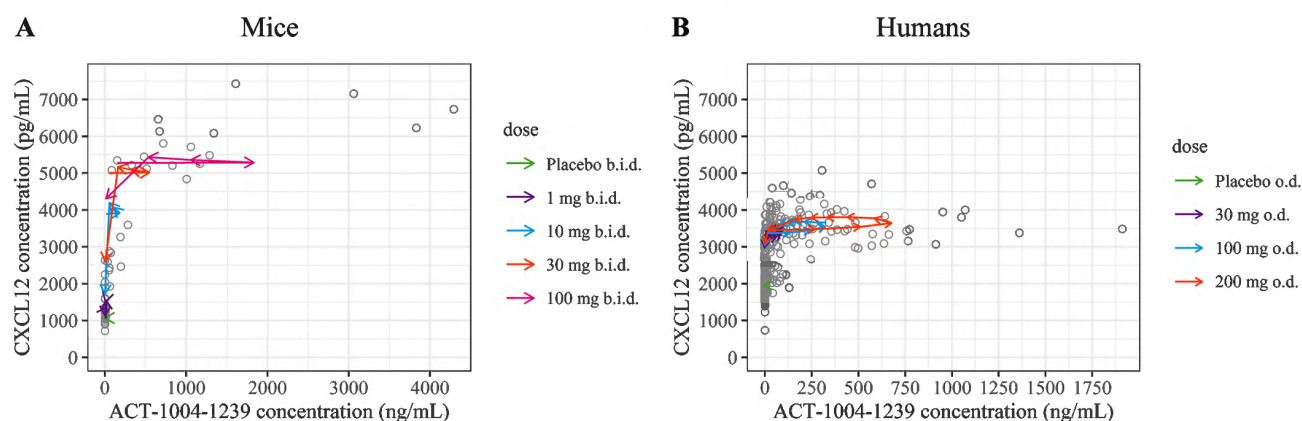 A Mice
CXCL12 concentration (pg/mL)
7000
6000
5000
4000
3000
2000
1000
0
0 1000 2000 3000 4000
ACT-1004-1239 concentration (ng/mL)
dose
Placebo b.i.d.
1 mg b.i.d.
10 mg b.i.d.
30 mg b.i.d.
100 mg b.i.d.
B Humans
CXCL12 concentration (pg/mL)
7000
6000
5000
4000
3000
2000
1000
0
0 250 500 750 1000 1250 1500 1750
ACT-1004-1239 concentration (ng/mL)
dose
Placebo o.d.
30 mg o.d.
100 mg o.d.
200 mg o.d.